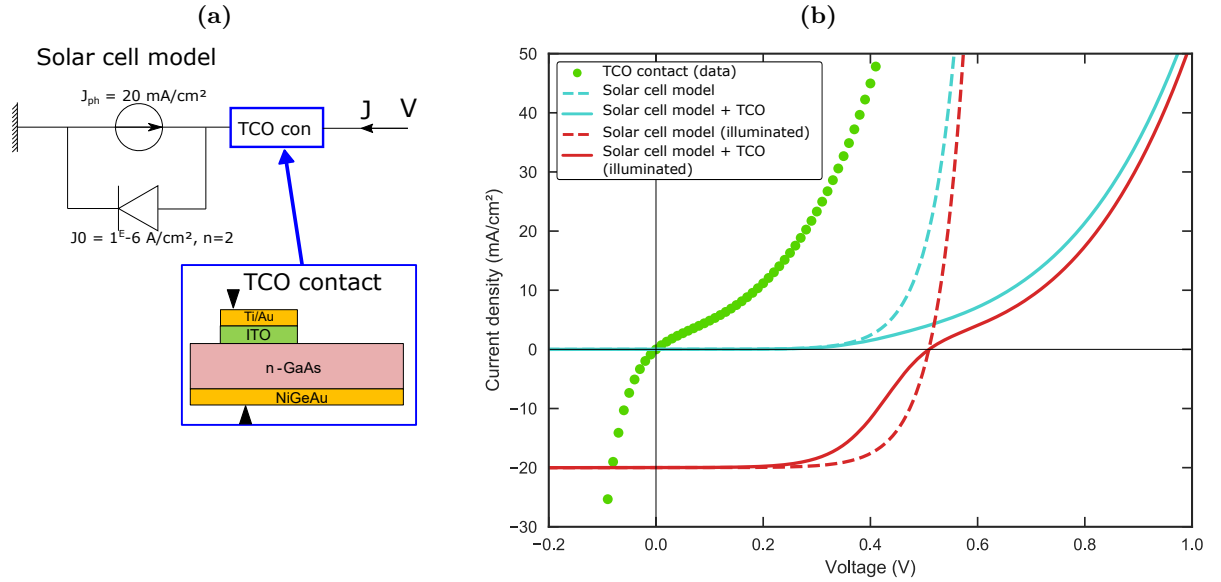 (a)
Solar cell model
J_ph = 20 mA/cm²
TCO con
J
V
J0 = 1^E-6 A/cm², n=2
TCO contact
Ti/Au
ITO
n-GaAs
NiGeAu
(b)
TCO contact (data)
Solar cell model
Solar cell model + TCO
Solar cell model (illuminated)
Solar cell model + TCO
(illuminated)
Current density (mA/cm²)
50
40
30
20
10
0
−10
−20
−30
−0.2
0.0
0.2
0.4
0.6
0.8
1.0
Voltage (V)